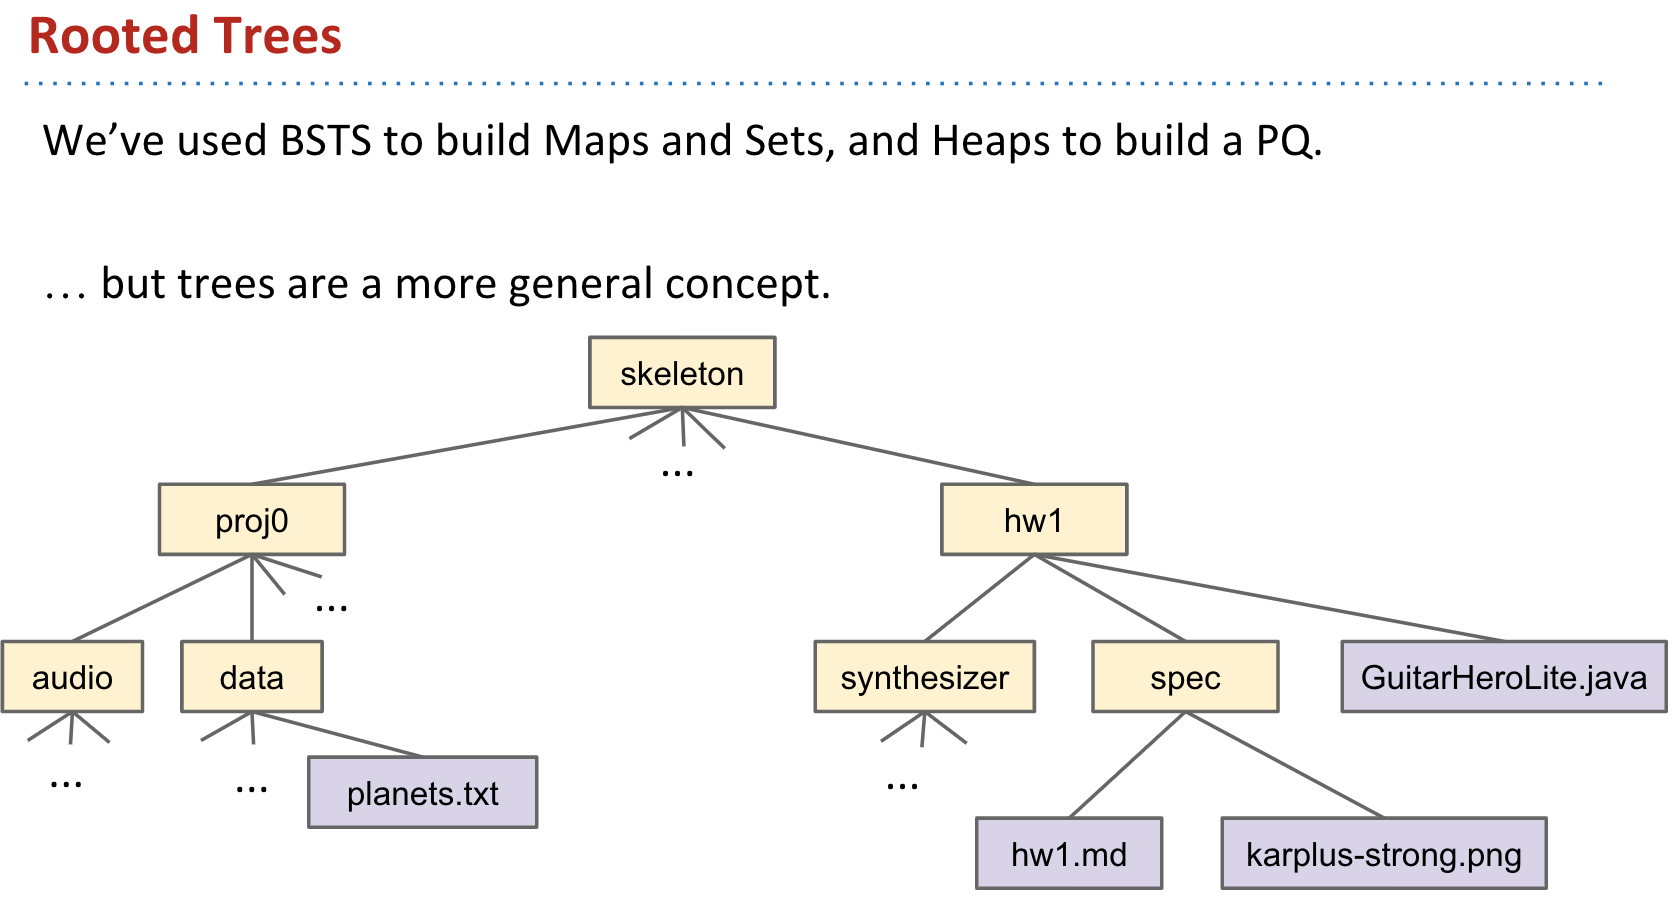 Rooted Trees
We’ve used BSTS to build Maps and Sets, and Heaps to build a PQ.
… but trees are a more general concept.
skeleton
...
proj0
hw1
...
audio
data
synthesizer
spec
GuitarHeroLite.java
...
...
planets.txt
...
hw1.md
karplus-strong.png